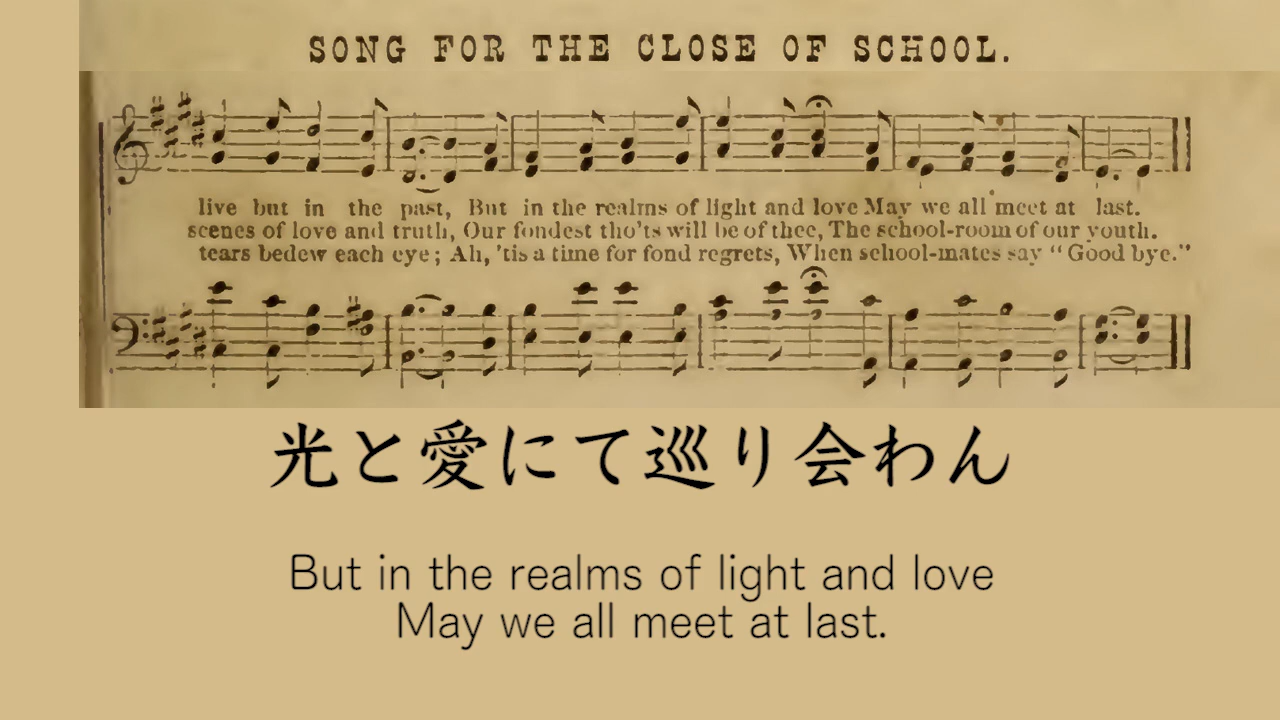 SONG FOR THE CLOSE OF SCHOOL.
live but in the past, But in the realms of light and love May we all meet at last.
scenes of love and truth, Our fondest tho'ts will be of thee, The school-room of our youth.
tears bedew each eye; Ah, 'tis a time for fond regrets, When school-mates say "Good bye."
光と愛にて巡り会わん
But in the realms of light and love
May we all meet at last.